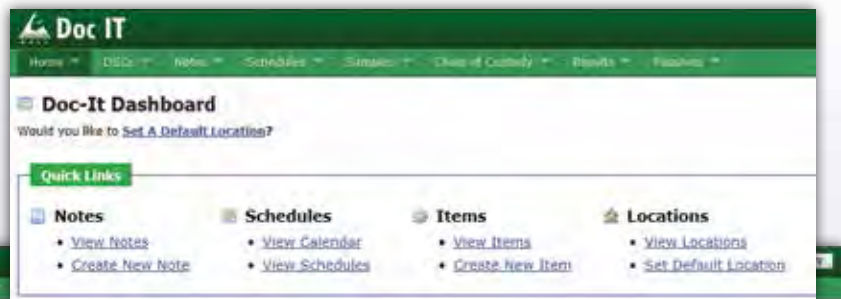 Doc IT
Home Notes Schedules Samples Chain of Custody Results
Doc-It Dashboard
Would you like to Set A Default Location?
Quick Links
Notes Schedules Items Locations
• View Notes • View Calendar • View Items • View Locations
• Create New Note • View Schedules • Create New Item • Set Default Location